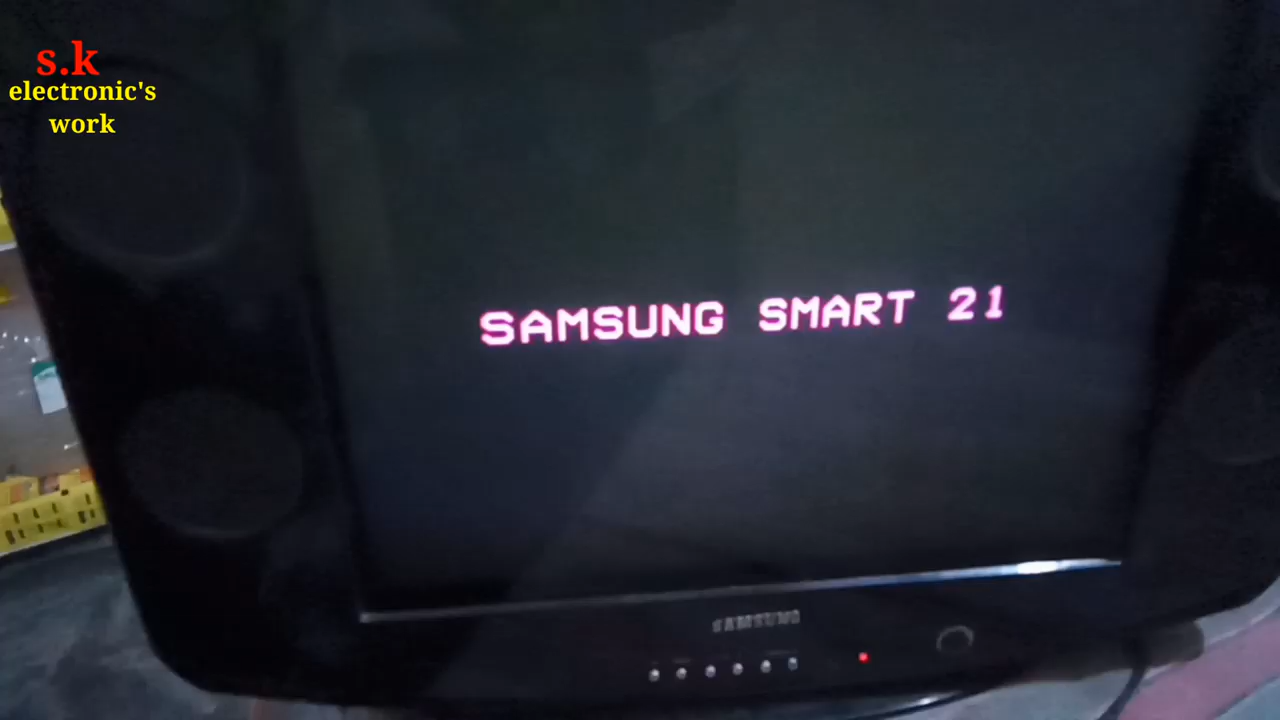 s.k
electronic's
work
SAMSUNG SMART 21
SAMSUNG